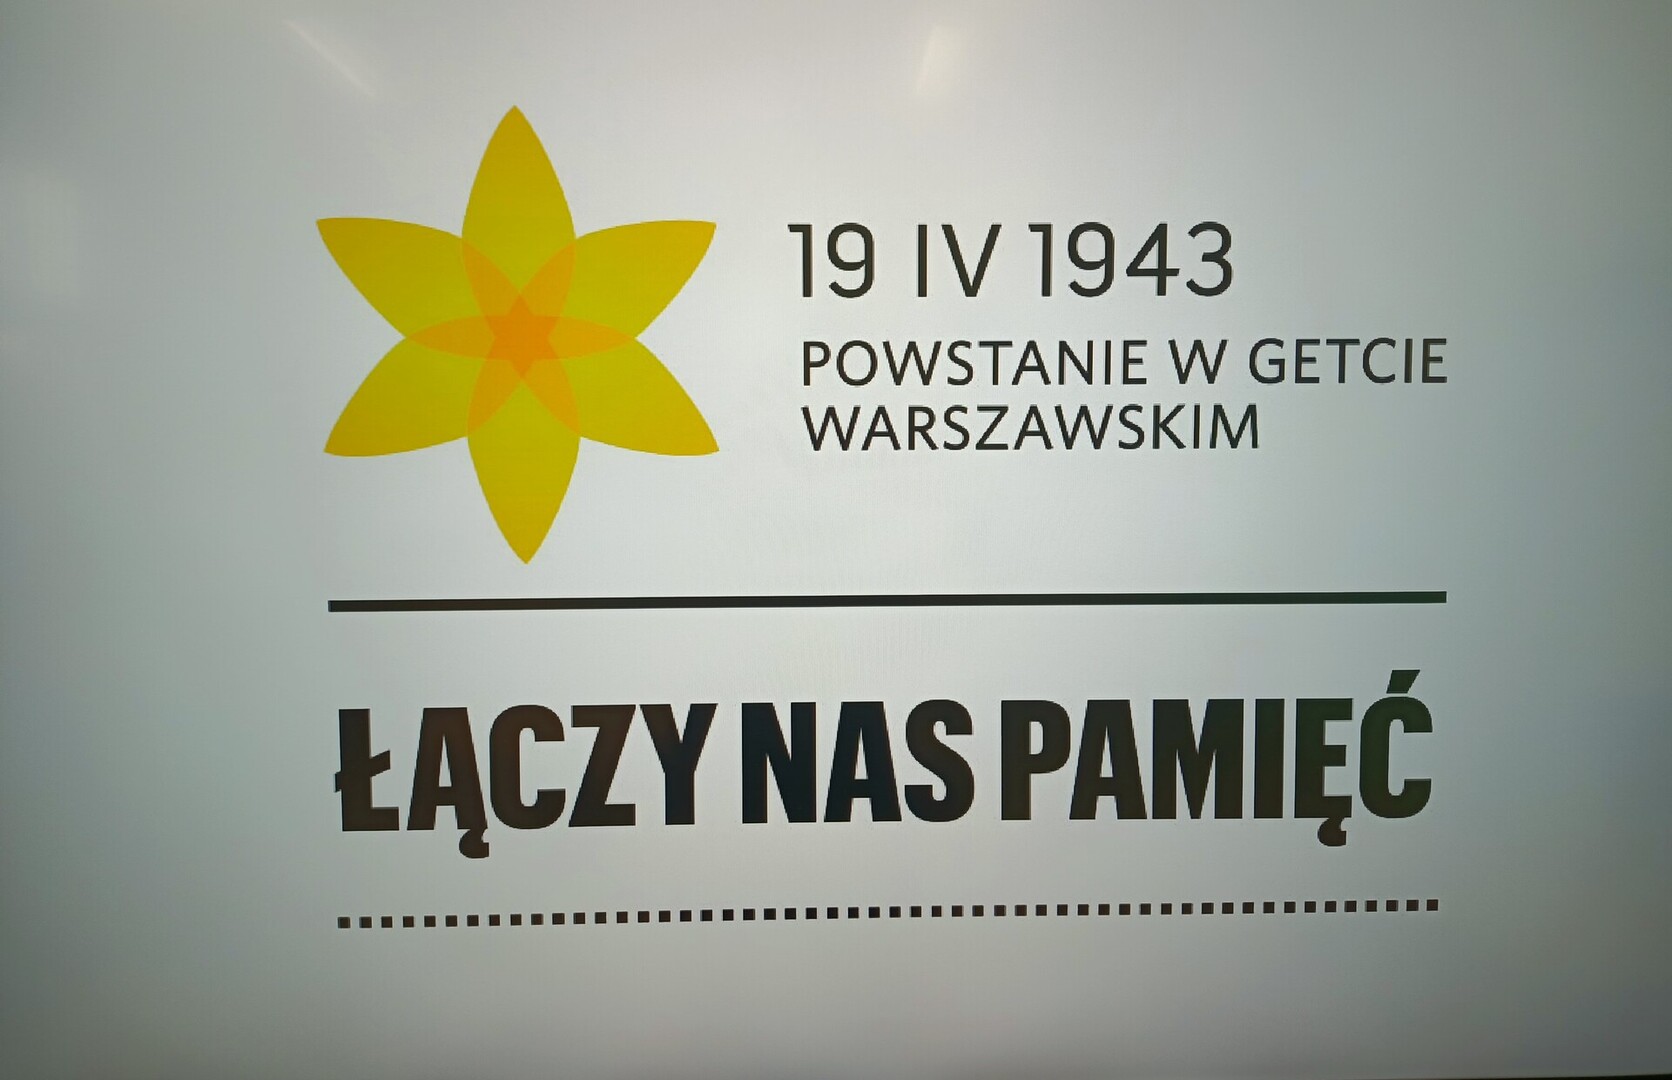 19 IV 1943
POWSTANIE W GETCIE
WARSZAWSKIM
ŁĄCZY NAS PAMIĘĆ